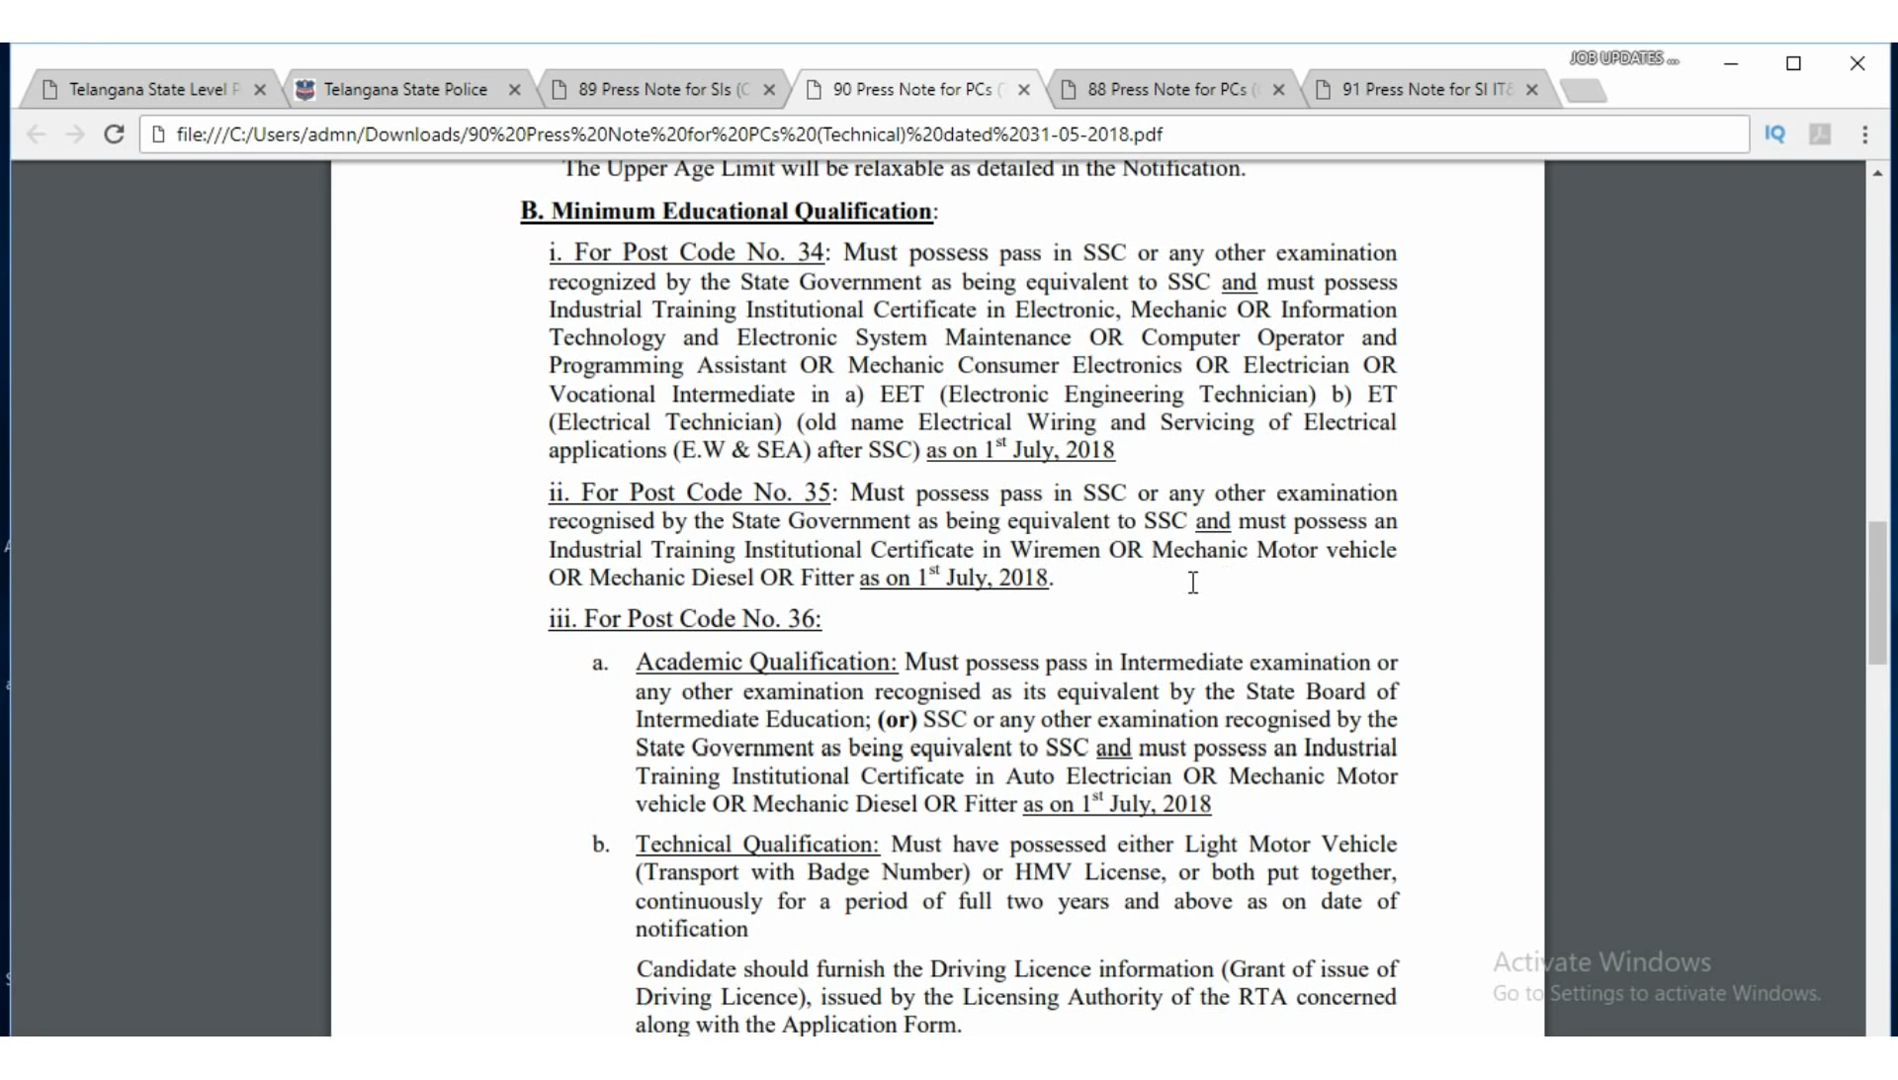 JOB UPDATES ...
Telangana State Level P
Telangana State Police
89 Press Note for SIs (C
90 Press Note for PCs (
88 Press Note for PCs (
91 Press Note for SI IT&
file:///C:/Users/admn/Downloads/90%20Press%20Note%20for%20PCs%20(Technical)%20dated%2031-05-2018.pdf
IQ
The Upper Age Limit will be relaxable as detailed in the Notification.
B. Minimum Educational Qualification:
i. For Post Code No. 34: Must possess pass in SSC or any other examination
recognized by the State Government as being equivalent to SSC and must possess
Industrial Training Institutional Certificate in Electronic, Mechanic OR Information
Technology and Electronic System Maintenance OR Computer Operator and
Programming Assistant OR Mechanic Consumer Electronics OR Electrician OR
Vocational Intermediate in a) EET (Electronic Engineering Technician) b) ET
(Electrical Technician) (old name Electrical Wiring and Servicing of Electrical
applications (E.W & SEA) after SSC) as on 1st July, 2018
ii. For Post Code No. 35: Must possess pass in SSC or any other examination
recognised by the State Government as being equivalent to SSC and must possess an
Industrial Training Institutional Certificate in Wiremen OR Mechanic Motor vehicle
OR Mechanic Diesel OR Fitter as on 1st July, 2018.
iii. For Post Code No. 36:
a. Academic Qualification: Must possess pass in Intermediate examination or
any other examination recognised as its equivalent by the State Board of
Intermediate Education; (or) SSC or any other examination recognised by the
State Government as being equivalent to SSC and must possess an Industrial
Training Institutional Certificate in Auto Electrician OR Mechanic Motor
vehicle OR Mechanic Diesel OR Fitter as on 1st July, 2018
b. Technical Qualification: Must have possessed either Light Motor Vehicle
(Transport with Badge Number) or HMV License, or both put together,
continuously for a period of full two years and above as on date of
notification
Candidate should furnish the Driving Licence information (Grant of issue of
Driving Licence), issued by the Licensing Authority of the RTA concerned
along with the Application Form.
Activate Windows
Go to Settings to activate Windows.